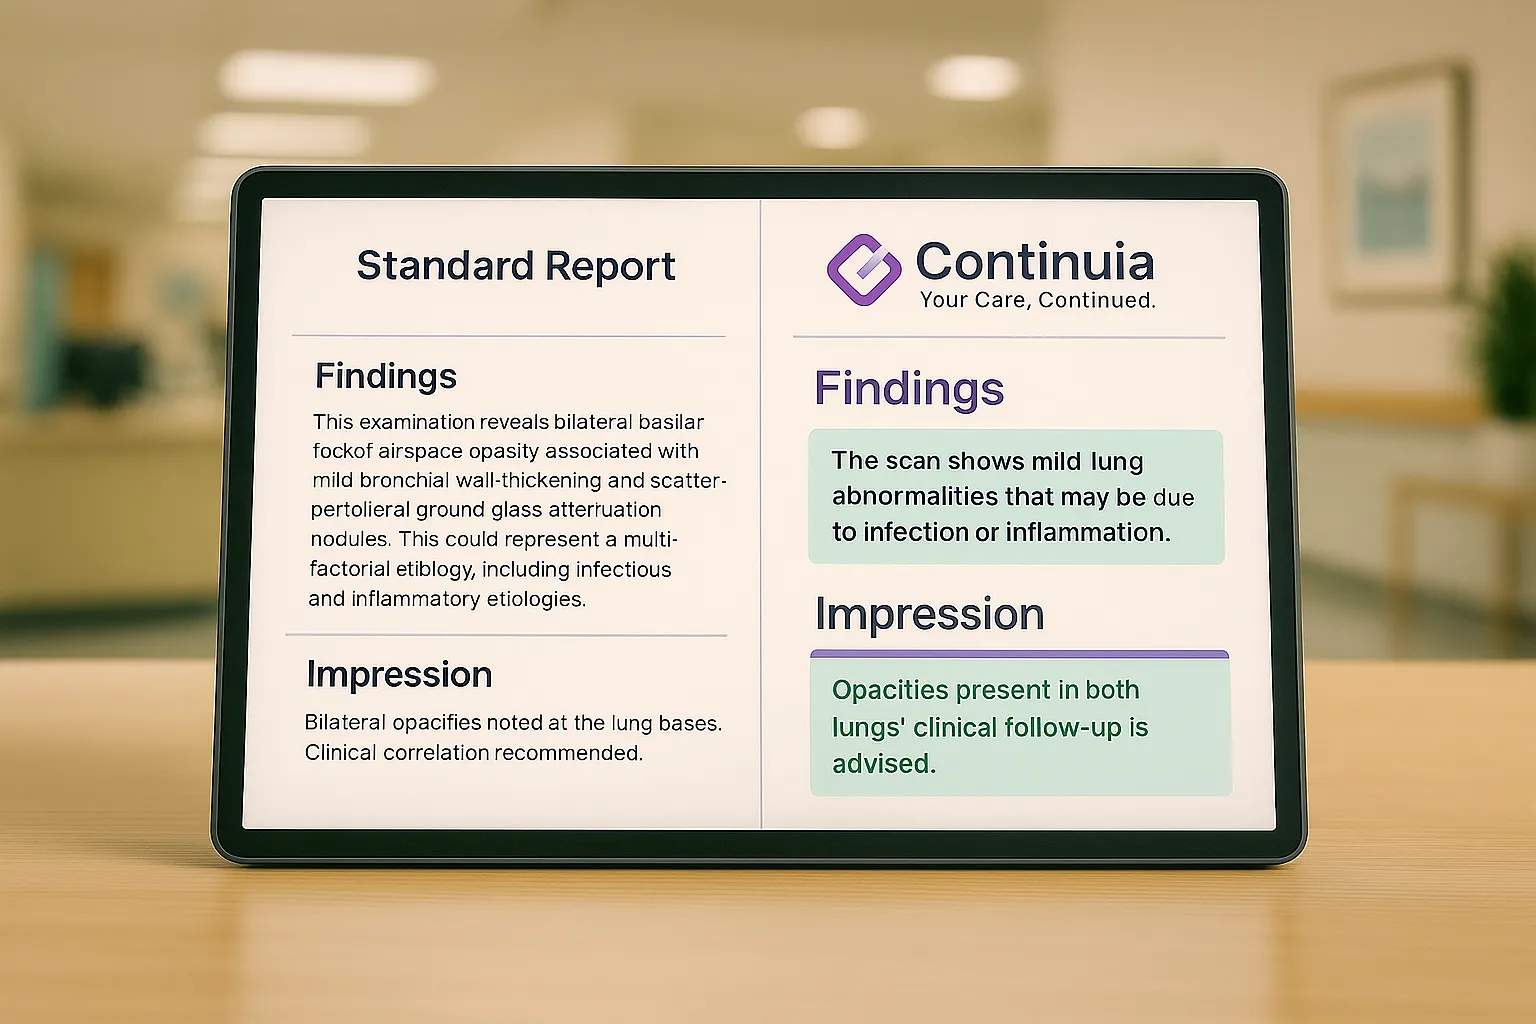 Standard Report
Findings
This examination reveals bilateral basilar
fockof airspace opasity associated with
mild bronchial wall-thickening and scatter-
pertolieral ground glass atterruation
nodules. This could represent a multi-
factorial etiblogy, including infectious
and inflammatory etiologies.
Impression
Bilateral opacifies noted at the lung bases.
Clinical correlation recommended.
Continuia
Your Care, Continued.
Findings
The scan shows mild lung
abnormalities that may be due
to infection or inflammation.
Impression
Opacities present in both
lungs' clinical follow-up is
advised.